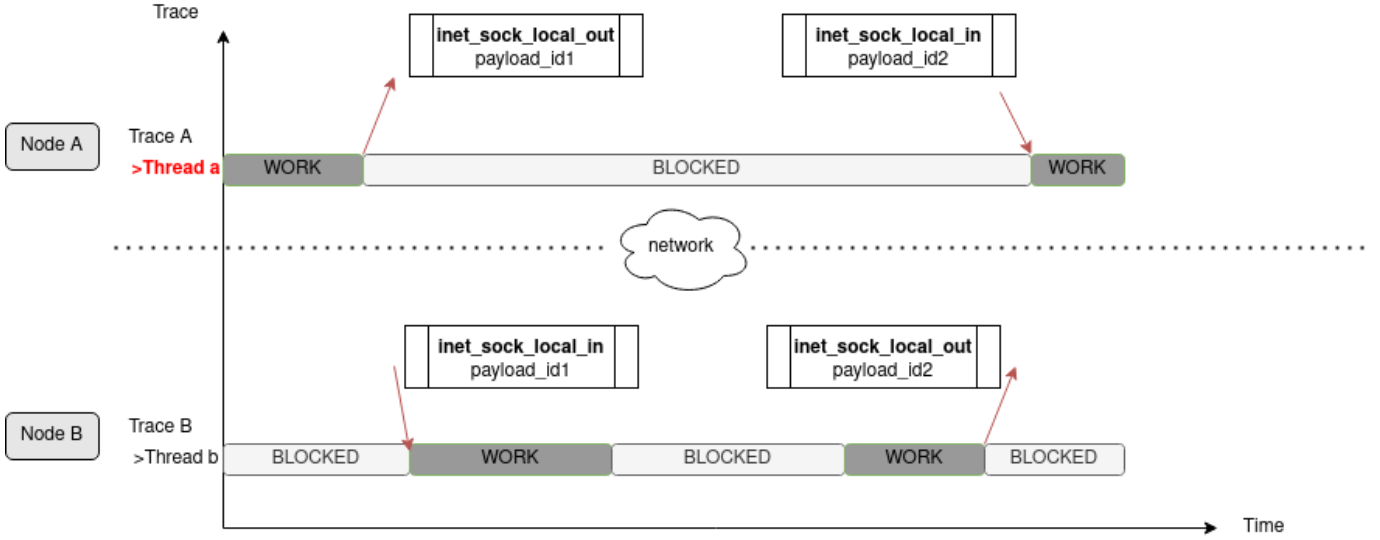 Trace
inet_sock_local_out
payload_id1
inet_sock_local_in
payload_id2
Node A
Trace A
>Thread a
WORK
BLOCKED
WORK
network
inet_sock_local_in
payload_id1
inet_sock_local_out
payload_id2
Node B
Trace B
>Thread b
BLOCKED
WORK
BLOCKED
WORK
BLOCKED
Time